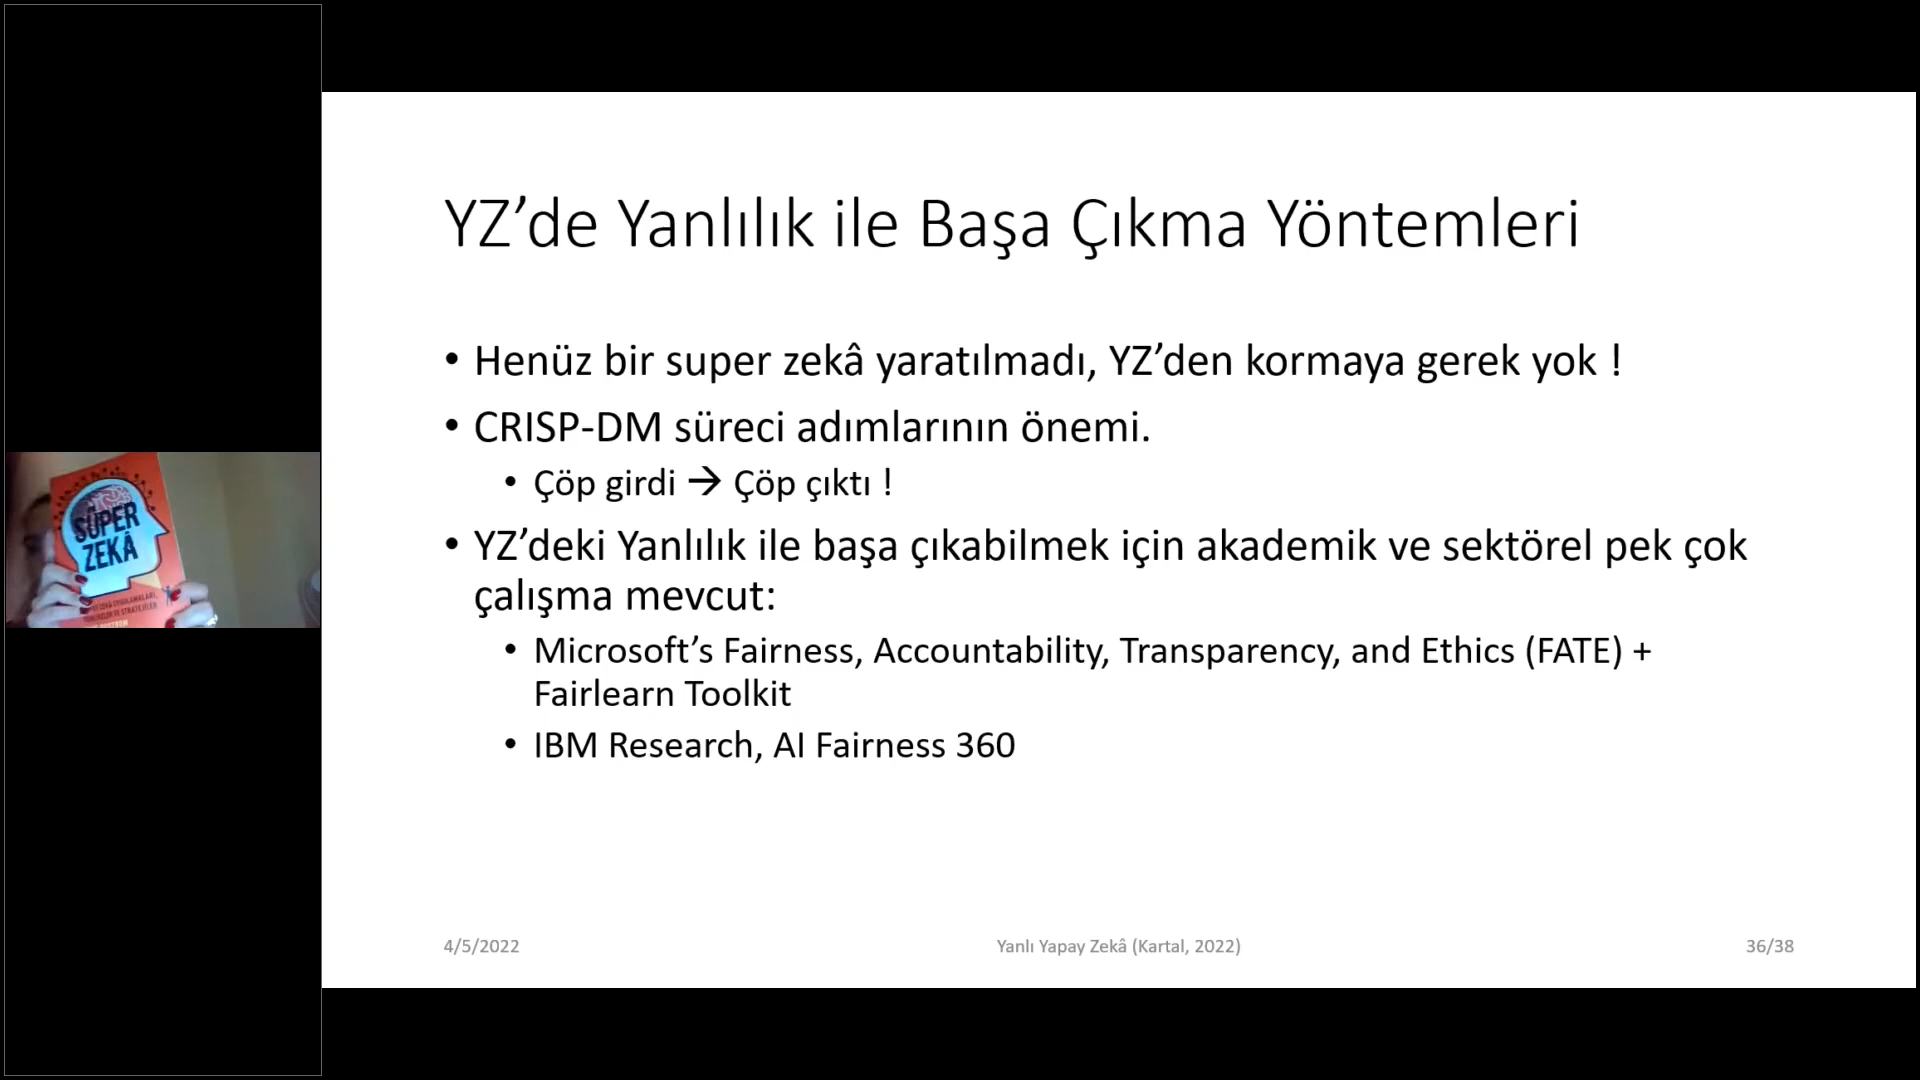 YZ’de Yanlılık ile Başa Çıkma Yöntemleri
• Henüz bir super zekâ yaratılmadı, YZ’den kormaya gerek yok !
• CRISP-DM süreci adımlarının önemi.
• Çöp girdi → Çöp çıktı !
• YZ’deki Yanlılık ile başa çıkabilmek için akademik ve sektörel pek çok
çalışma mevcut:
• Microsoft’s Fairness, Accountability, Transparency, and Ethics (FATE) +
Fairlearn Toolkit
• IBM Research, AI Fairness 360
4/5/2022
Yanlı Yapay Zekâ (Kartal, 2022)
36/38
SÜPER
ZEKÂ